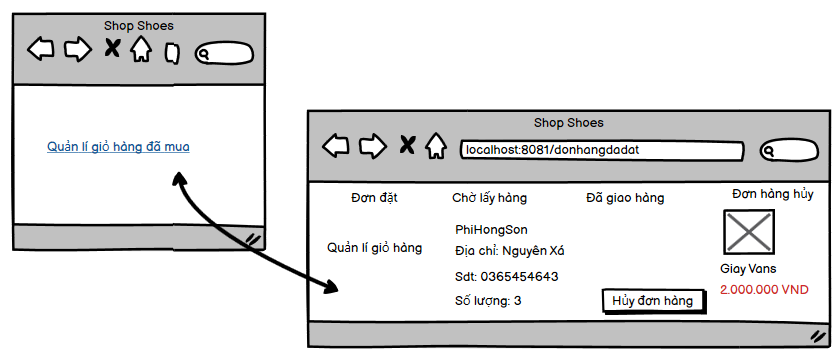 Shop Shoes
Quản lí giỏ hàng đã mua
Shop Shoes
localhost:8081/donhangdadat
Đơn đặt
Chờ lấy hàng
Đã giao hàng
Đơn hàng hủy
Quản lí giỏ hàng
PhiHongSon
Địa chỉ: Nguyên Xá
Sdt: 0365454643
Số lượng: 3
Hủy đơn hàng
Giay Vans
2.000.000 VND